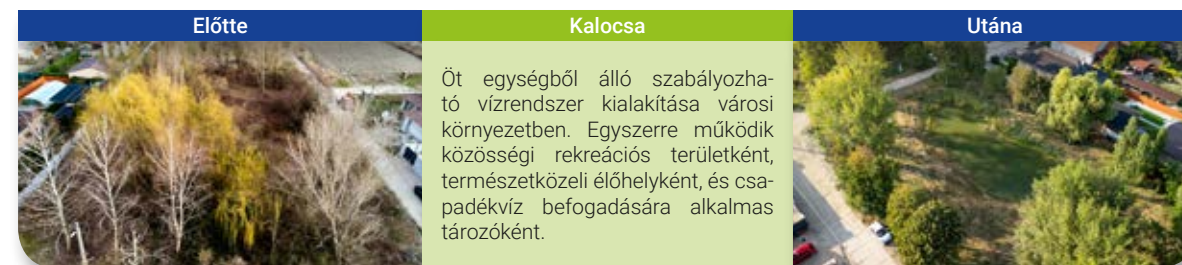 Előtte
Kalocsa
Utána
Öt egységből álló szabályozha-
tó vízrendszer kialakítása városi
környezetben. Egyszerre működik
közösségi rekreációs területként,
természetközeli élőhelyként, és csa-
padékvíz befogadására alkalmas
tározóként.